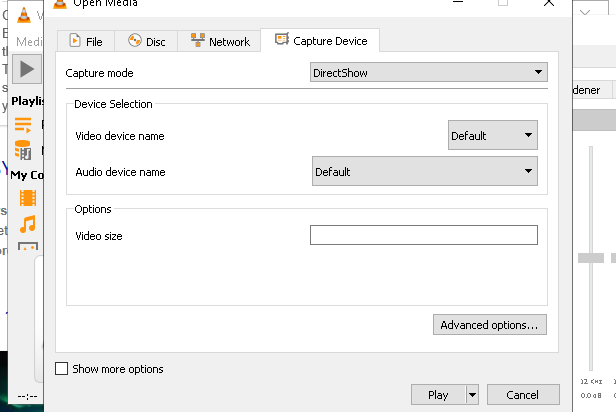 Open Media
V
Medi
File
Disc
Network
Capture Device
Capture mode
DirectShow
dener
Playlis
Device Selection
Video device name
Default
Audio device name
Default
My Co
Options
Video size
Advanced options...
Show more options
Play
Cancel
--:--
12 KHz
0.0 dB